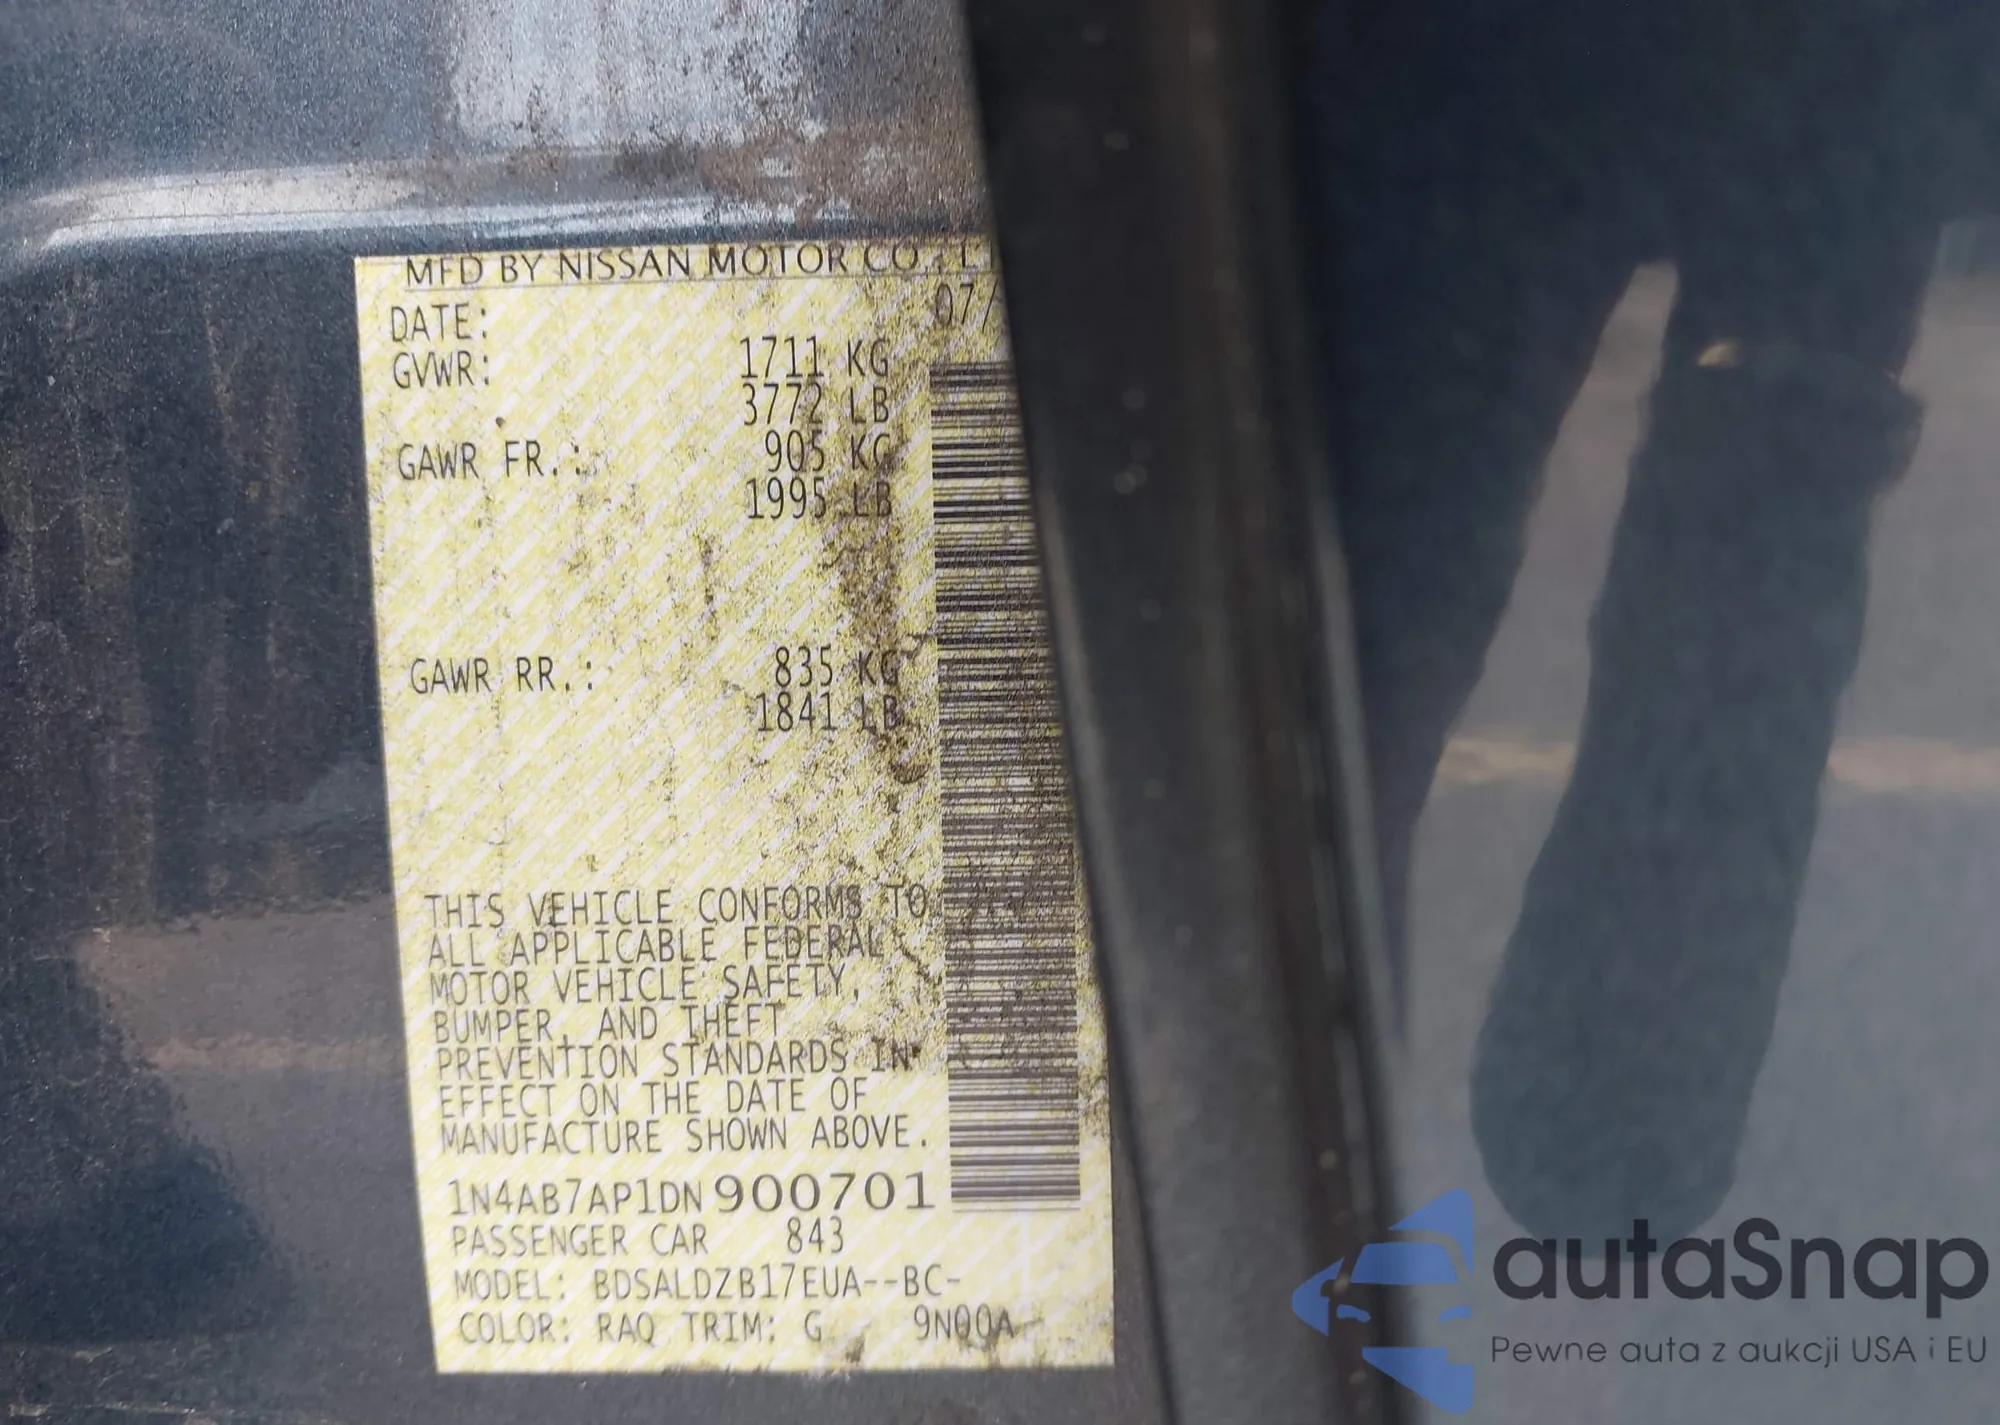 MFD BY NISSAN MOTOR CO., L
DATE: 07/
GVWR: 1711 KG
3772 LB
GAWR FR.: 905 KG
1995 LB
GAWR RR.: 835 KG
1841 LB
THIS VEHICLE CONFORMS TO
ALL APPLICABLE FEDERAL
MOTOR VEHICLE SAFETY,
BUMPER, AND THEFT
PREVENTION STANDARDS IN
EFFECT ON THE DATE OF
MANUFACTURE SHOWN ABOVE.
1N4AB7AP1DN900701
PASSENGER CAR 843
MODEL: BDSALDZB17EUA--BC-
COLOR: RAQ TRIM: G 9N00A
autaSnap
Pewne auta z aukcji USA i EU